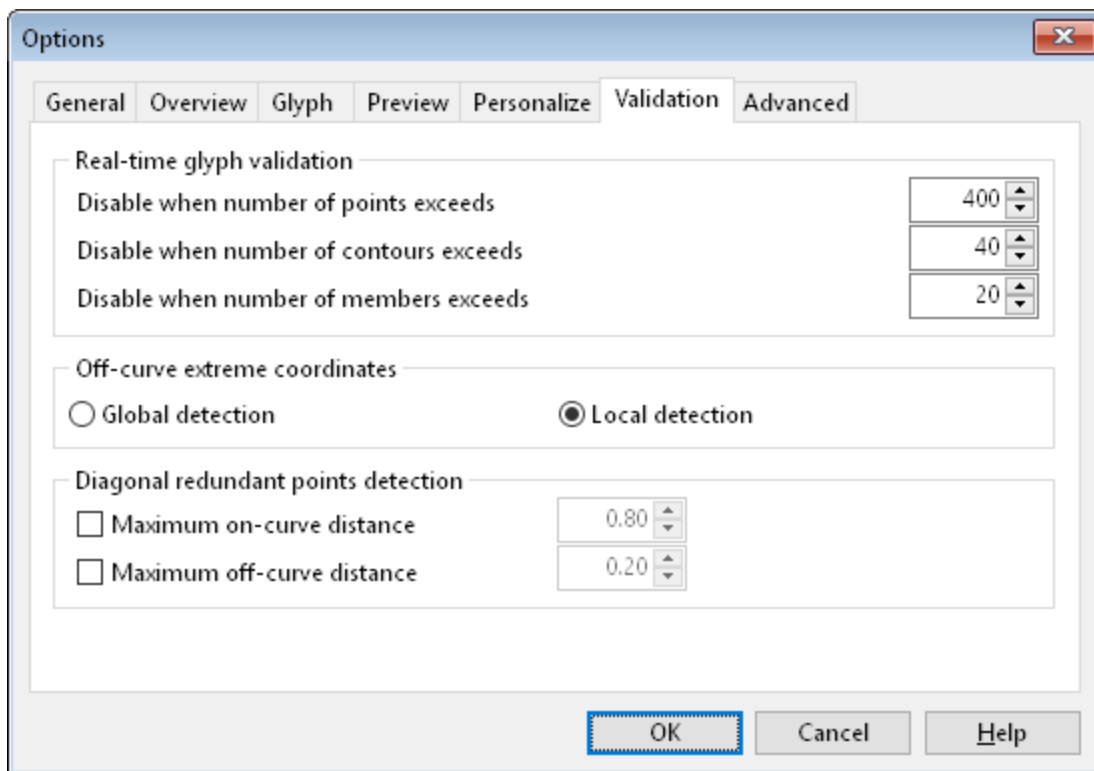 Options
General Overview Glyph Preview Personalize Validation Advanced
Real-time glyph validation
Disable when number of points exceeds 400
Disable when number of contours exceeds 40
Disable when number of members exceeds 20
Off-curve extreme coordinates
Global detection Local detection
Diagonal redundant points detection
Maximum on-curve distance 0.80
Maximum off-curve distance 0.20
OK Cancel Help